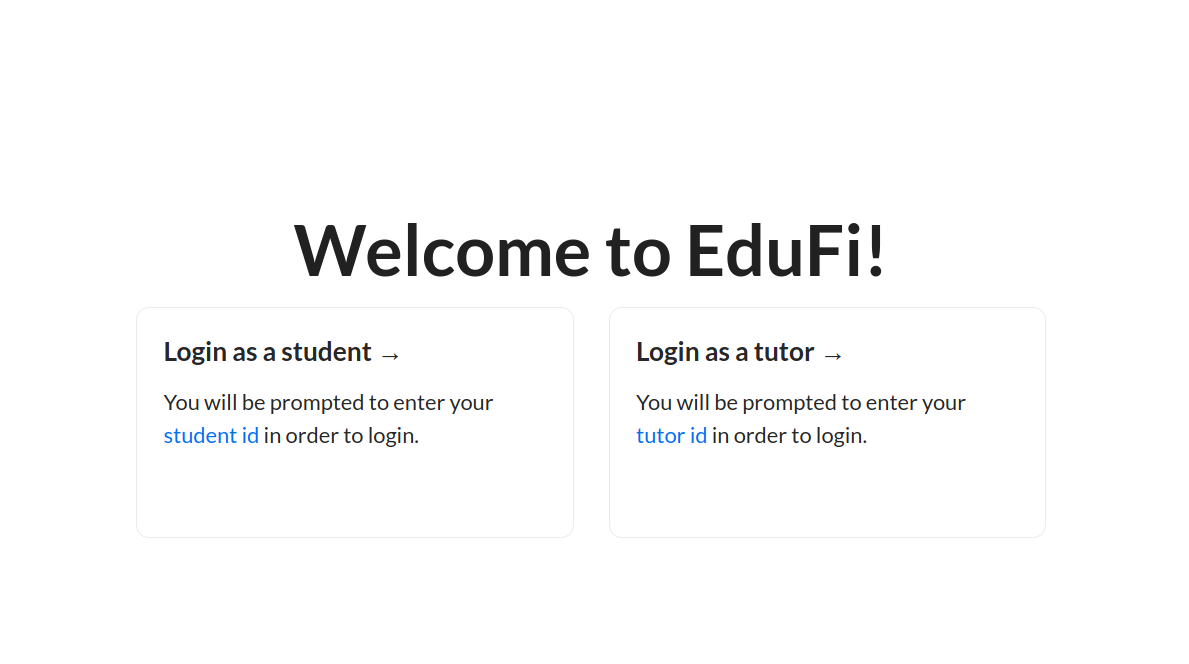 Welcome to EduFi!
Login as a student →
You will be prompted to enter your
student id in order to login.
Login as a tutor →
You will be prompted to enter your
tutor id in order to login.